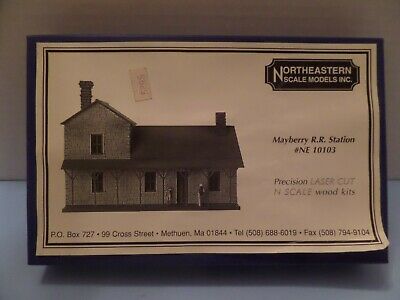 NORTHEASTERN
SCALE MODELS INC.
Mayberry R.R. Station
#NE 10103
Precision LASER CUT
N SCALE wood kits
P.O. Box 727 • 99 Cross Street • Methuen, Ma 01844 • Tel (508) 688-6019 • Fax (508) 794-9104